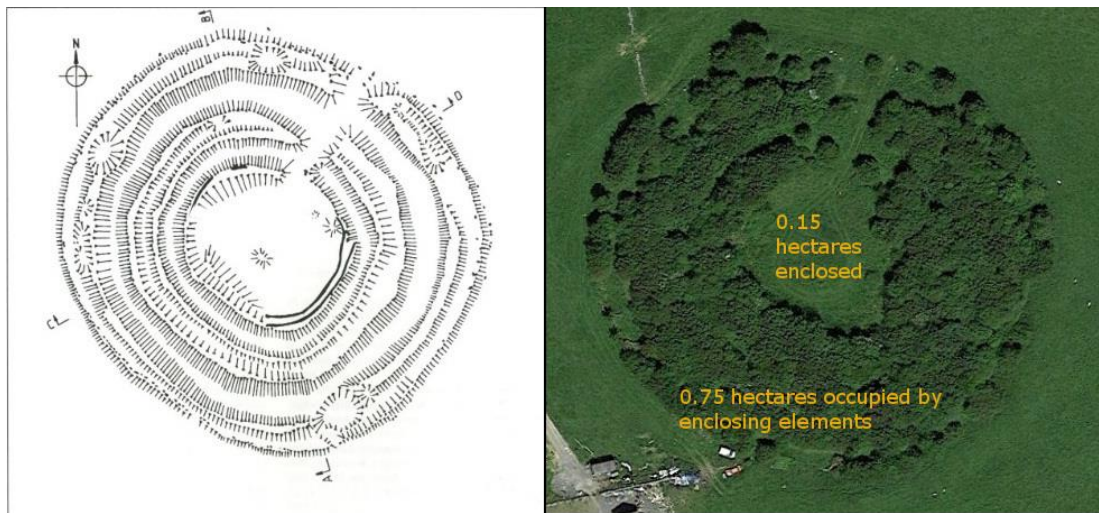 B
N
D
C
A
0.15
hectares
enclosed
0.75 hectares occupied by
enclosing elements